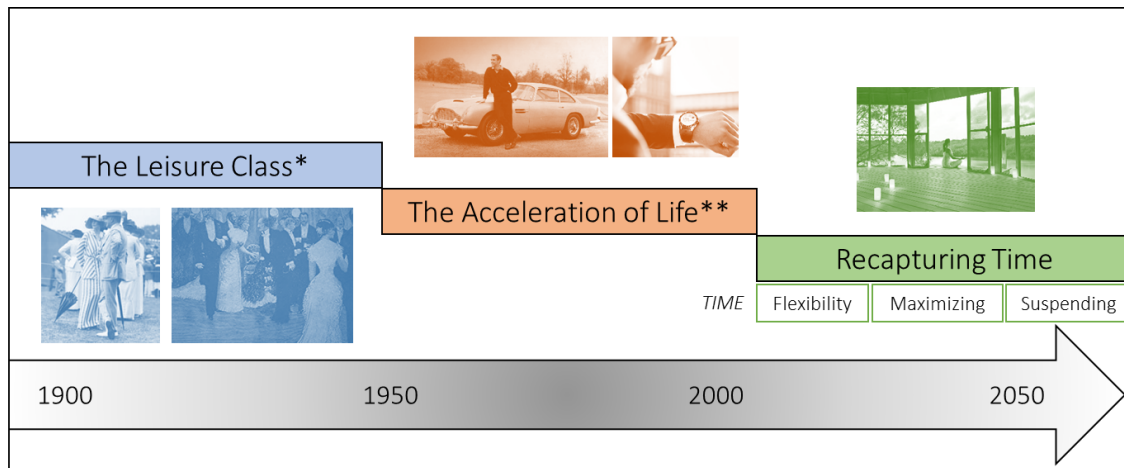 The Leisure Class*
The Acceleration of Life**
Recapturing Time
TIME
Flexibility
Maximizing
Suspending
1900
1950
2000
2050